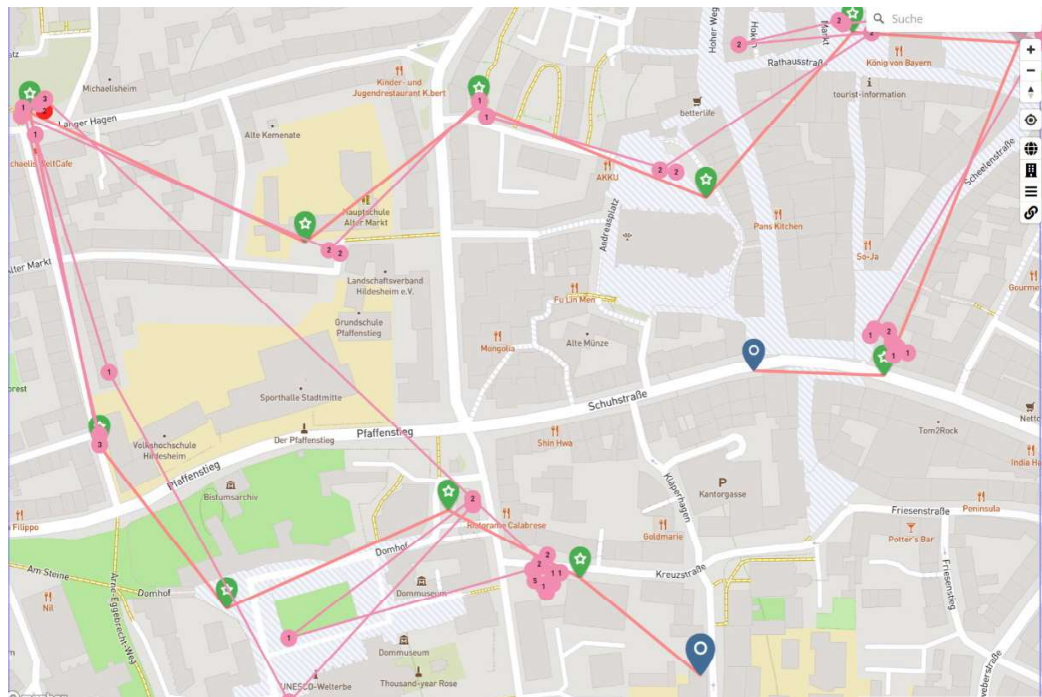 Suche
Hoher Weg
Markt
Rathausstraße
König von Bayern
tourist-information
Michaelisheim
Kinder- und
Jugendrestaurant K.bert
betterlife
Langer Hagen
Alte Kemenate
AKKU
Scheelenstraße
Hauptschule
Alter Markt
Andreasplatz
Pans Kitchen
So-Ja
Alter Markt
Landschaftsverband
Hildesheim e.V.
Fu Lin Men
Grundschule
Pfaffenstieg
Mongolia
Alte Münze
Sporthalle Stadtmitte
Schuhstraße
Tom2Rock
Volkshochschule
Hildesheim
Der Pfaffenstieg
Pfaffenstieg
Shin Hwa
Pfaffenstieg
Bistumsarchiv
Klaperhagen
P
Kantorgasse
Friesenstraße
Peninsula
Ristorante Calabrese
Goldmarie
Potter's Bar
Domhof
Kreuzstraße
Am Steine
Domhof
Nil
Arne-Eggebrecht-Weg
Dommuseum
Friesenstieg
Dommuseum
UNESCO-Welterbe
Thousand-year Rose